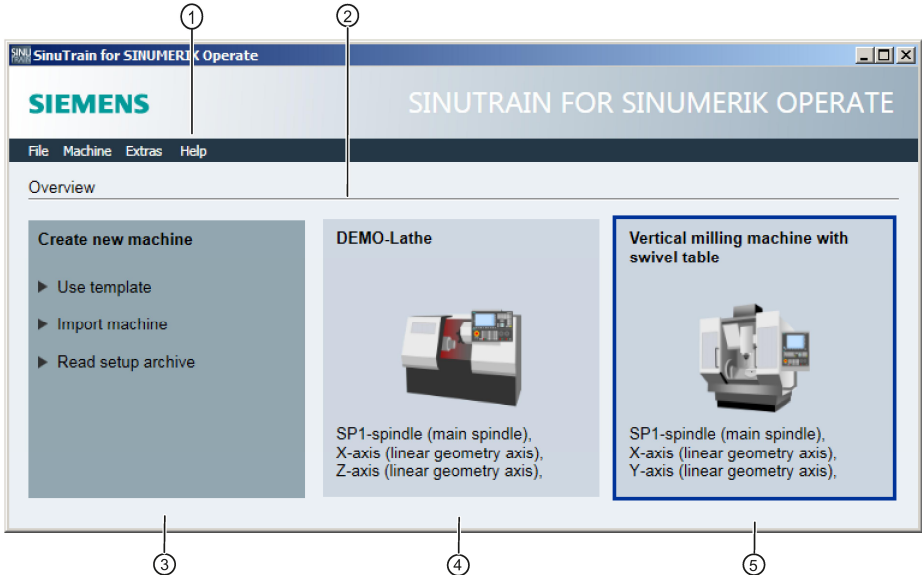 1 2
SINU TRAIN SinuTrain for SINUMERIK Operate
SIEMENS SINUTRAIN FOR SINUMERIK OPERATE
File Machine Extras Help
Overview
Create new machine
Use template
Import machine
Read setup archive
DEMO-Lathe
SP1-spindle (main spindle),
X-axis (linear geometry axis),
Z-axis (linear geometry axis),
Vertical milling machine with
swivel table
SP1-spindle (main spindle),
X-axis (linear geometry axis),
Y-axis (linear geometry axis),
3 4 5